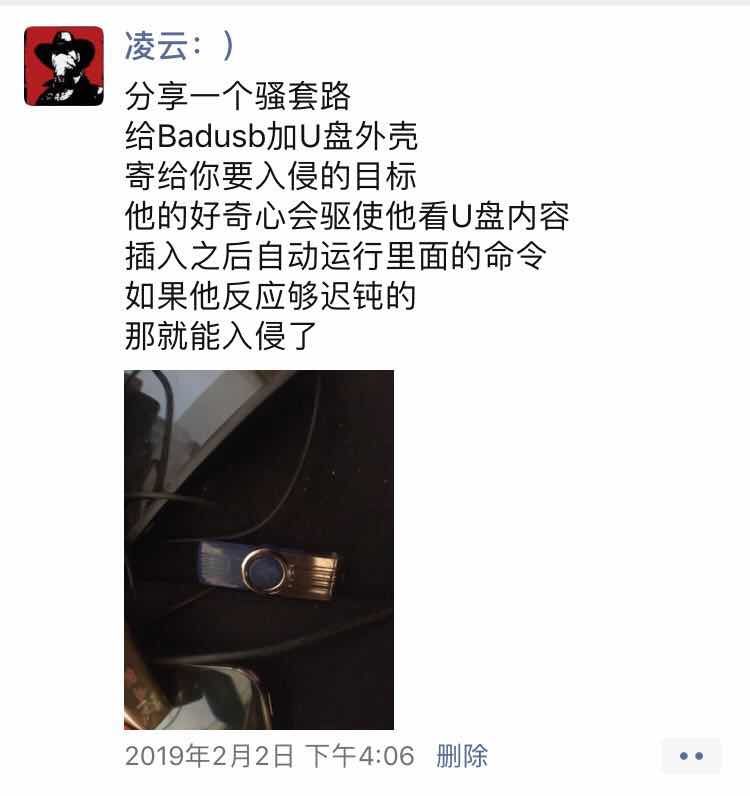 凌云：)
分享一个骚套路
给Badusb加U盘外壳
寄给你要入侵的目标
他的好奇心会驱使他看U盘内容
插入之后自动运行里面的命令
如果他反应够迟钝的
那就能入侵了
2019年2月2日 下午4:06 删除